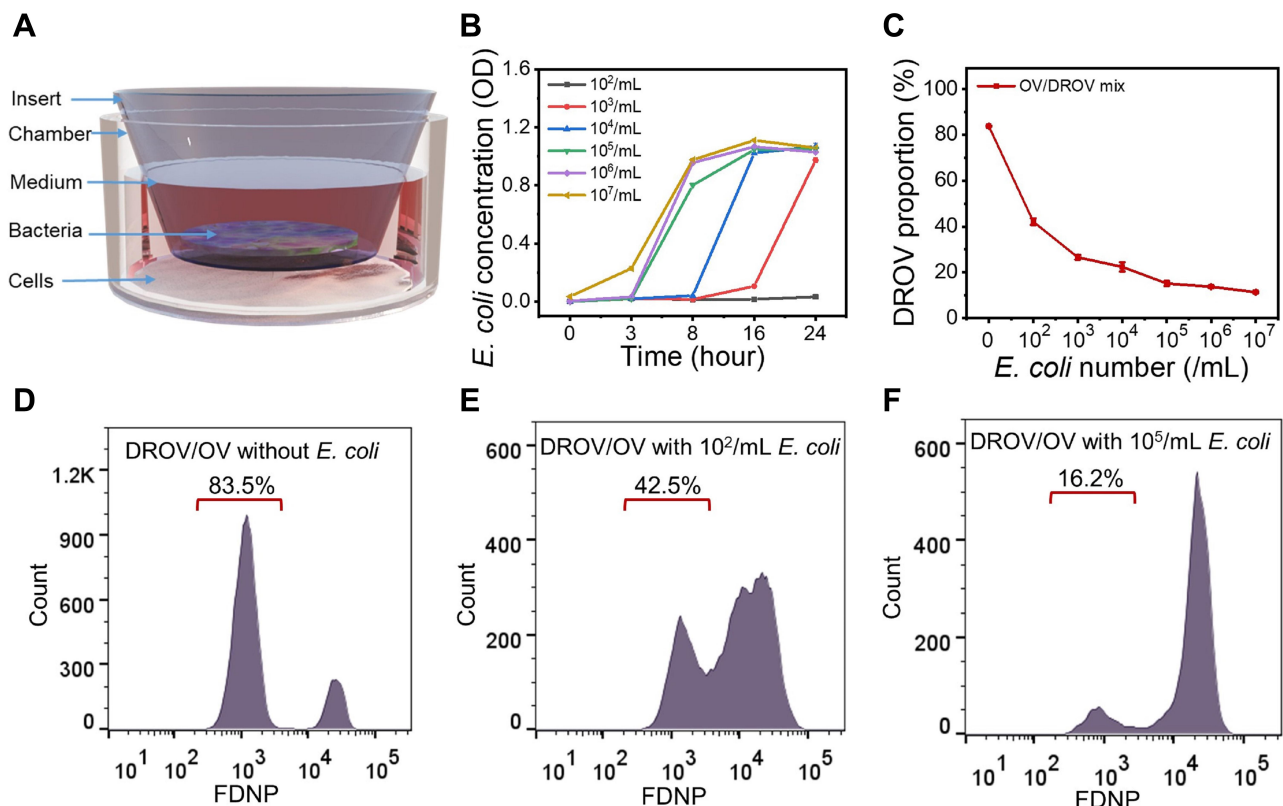 A
Insert
Chamber
Medium
Bacteria
Cells
B
E. coli concentration (OD)
1.6
1.2
0.8
0.4
0.0
10²/mL
10³/mL
10⁴/mL
10⁵/mL
10⁶/mL
10⁷/mL
0 3 8 16 24
Time (hour)
C
DROV proportion (%)
100
80
60
40
20
0
OV/DROV mix
0 10² 10³ 10⁴ 10⁵ 10⁶ 10⁷
E. coli number (/mL)
D
DROV/OV without E. coli
83.5%
Count
1.2K
900
600
300
0
10¹ 10² 10³ 10⁴ 10⁵
FDNP
E
DROV/OV with 10²/mL E. coli
42.5%
Count
600
400
200
0
10¹ 10² 10³ 10⁴ 10⁵
FDNP
F
DROV/OV with 10⁵/mL E. coli
16.2%
Count
600
400
200
0
10¹ 10² 10³ 10⁴ 10⁵
FDNP